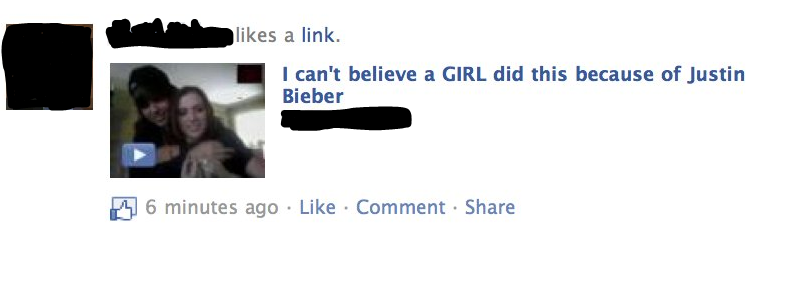 likes a link.
I can't believe a GIRL did this because of Justin
Bieber
6 minutes ago · Like · Comment · Share